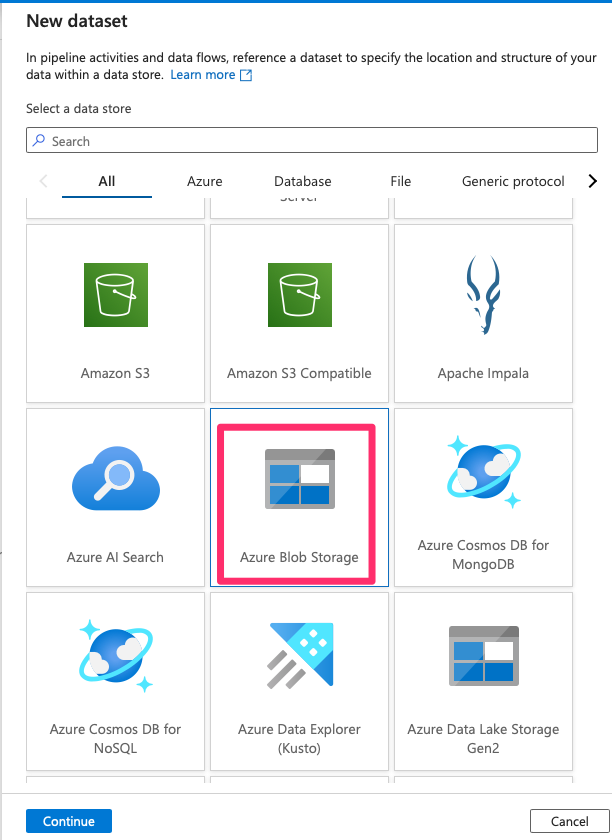 New dataset
In pipeline activities and data flows, reference a dataset to specify the location and structure of your
data within a data store. Learn more
Select a data store
Search
All
Azure
Database
File
Generic protocol
Server
Amazon S3
Amazon S3 Compatible
Apache Impala
Azure AI Search
Azure Blob Storage
Azure Cosmos DB for
MongoDB
Azure Cosmos DB for
NoSQL
Azure Data Explorer
(Kusto)
Azure Data Lake Storage
Gen2
Continue
Cancel